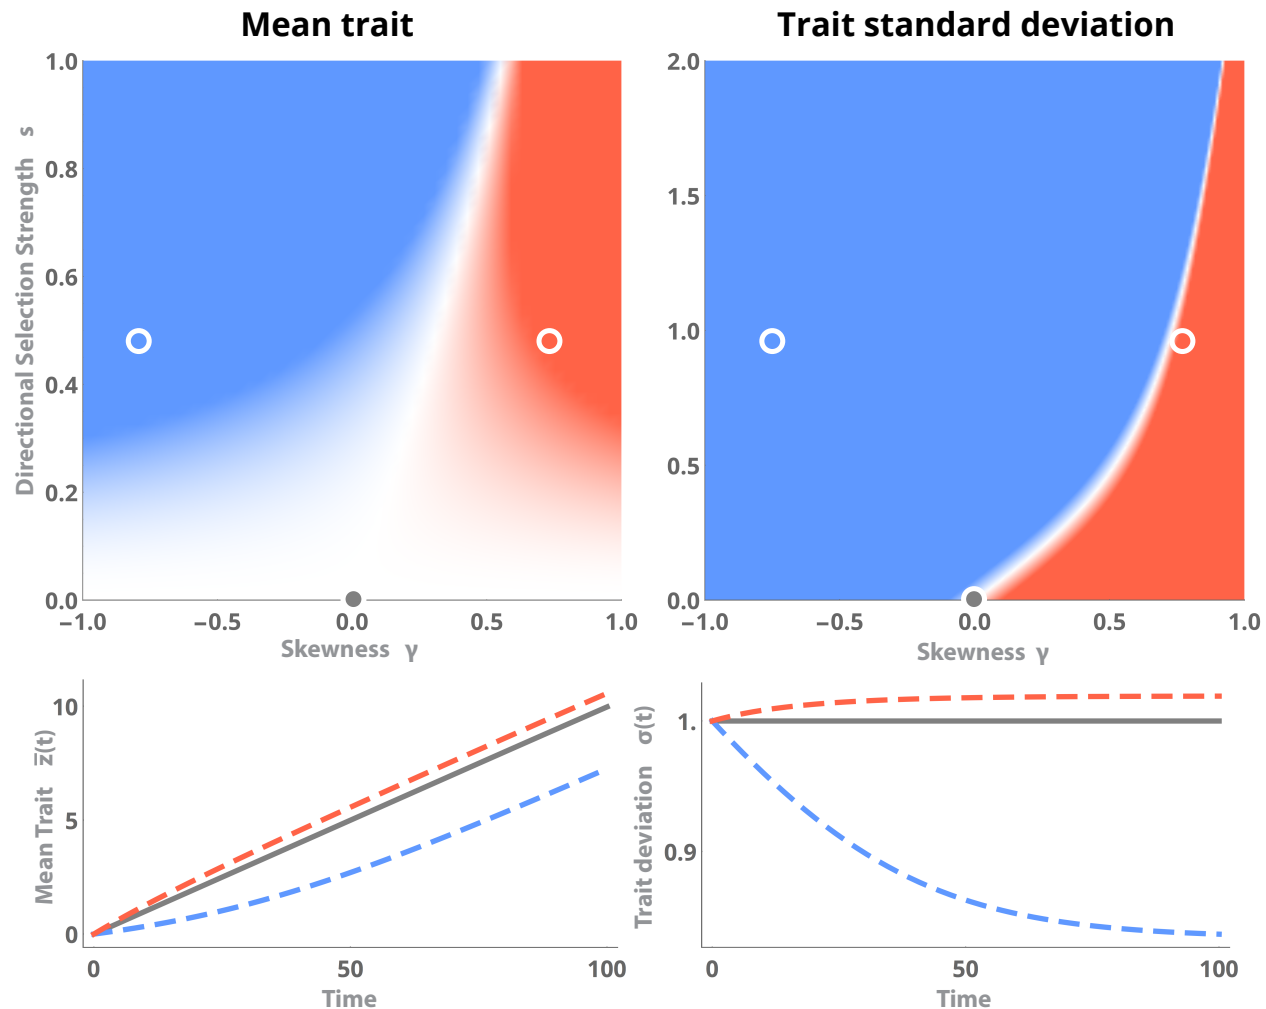 Mean trait
Trait standard deviation
Directional Selection Strength s
1.0
0.8
0.6
0.4
0.2
0.0
−1.0 −0.5 0.0 0.5 1.0
Skewness γ
2.0
1.5
1.0
0.5
0.0
−1.0 −0.5 0.0 0.5 1.0
Skewness γ
Mean Trait z̅(t)
10
5
0
0 50 100
Time
Trait deviation σ(t)
1.
0.9
0 50 100
Time